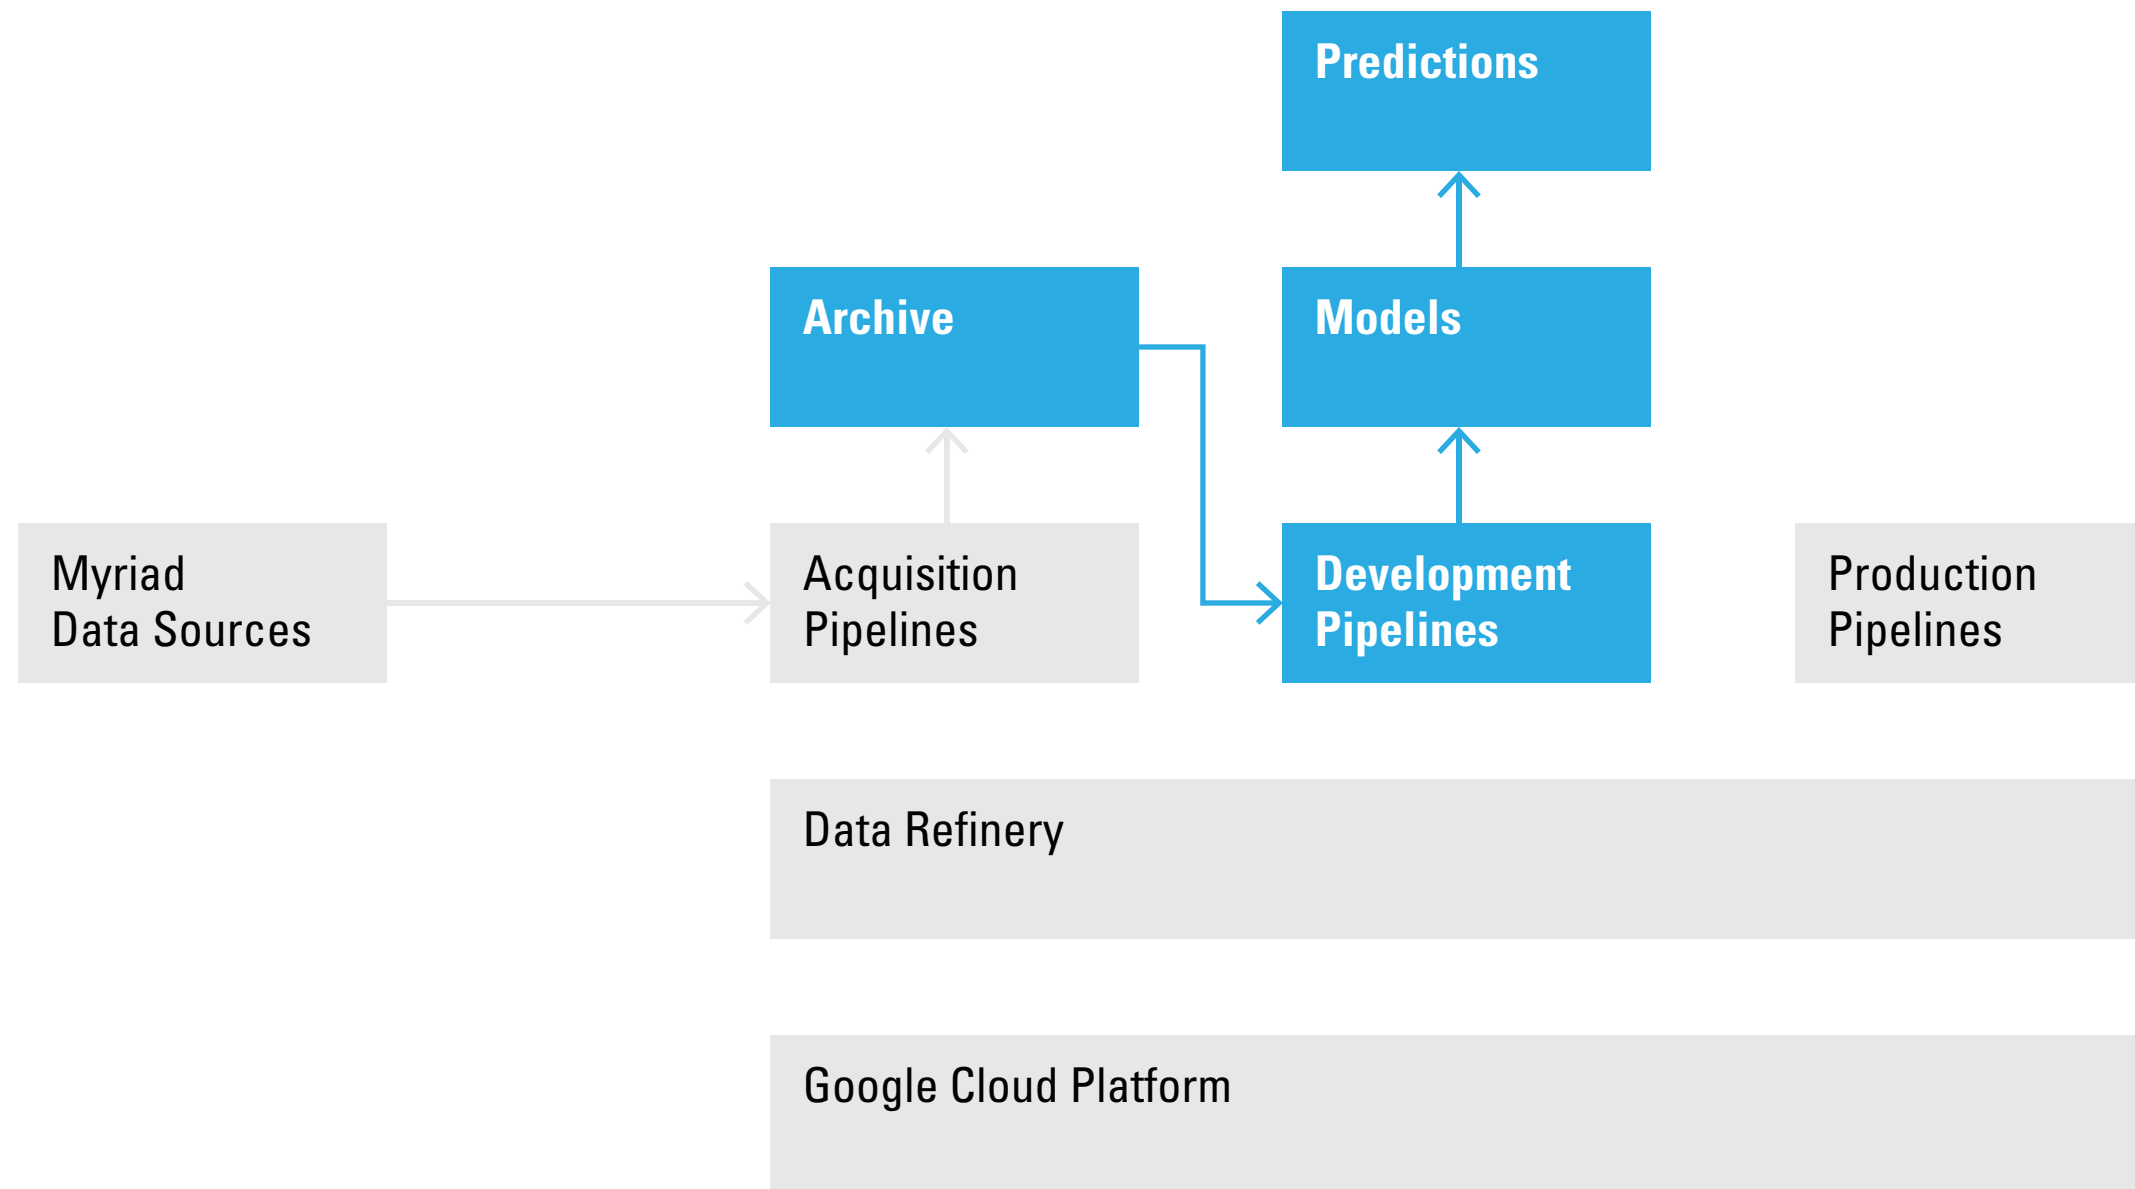 Predictions
Archive
Models
Myriad
Data Sources
Acquisition
Pipelines
Development
Pipelines
Production
Pipelines
Data Refinery
Google Cloud Platform